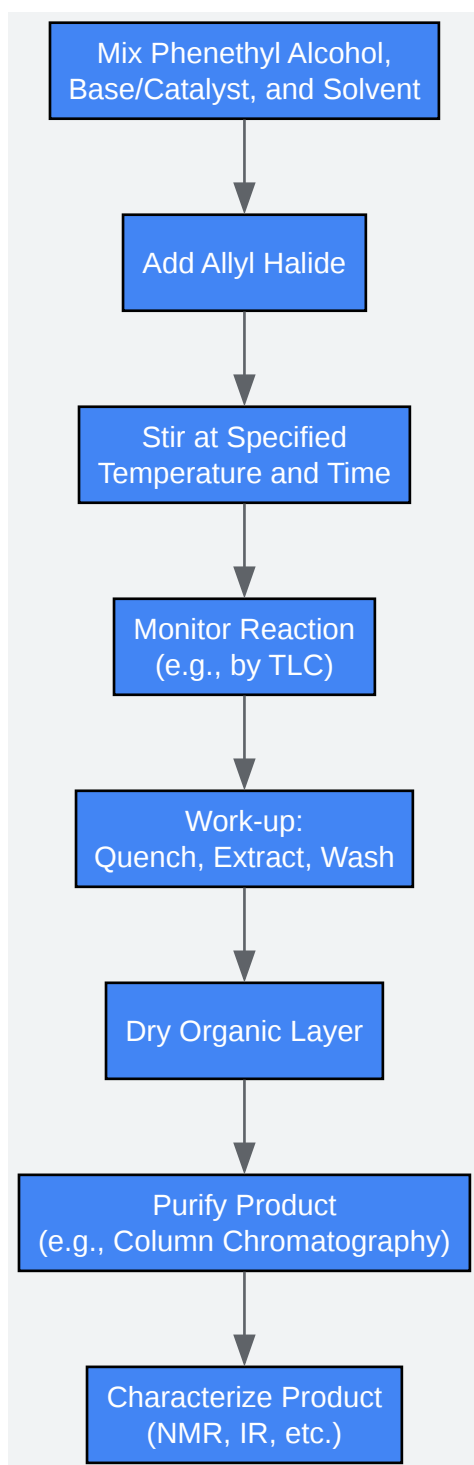 Mix Phenethyl Alcohol,
Base/Catalyst, and Solvent
Add Allyl Halide
Stir at Specified
Temperature and Time
Monitor Reaction
(e.g., by TLC)
Work-up:
Quench, Extract, Wash
Dry Organic Layer
Purify Product
(e.g., Column Chromatography)
Characterize Product
(NMR, IR, etc.)